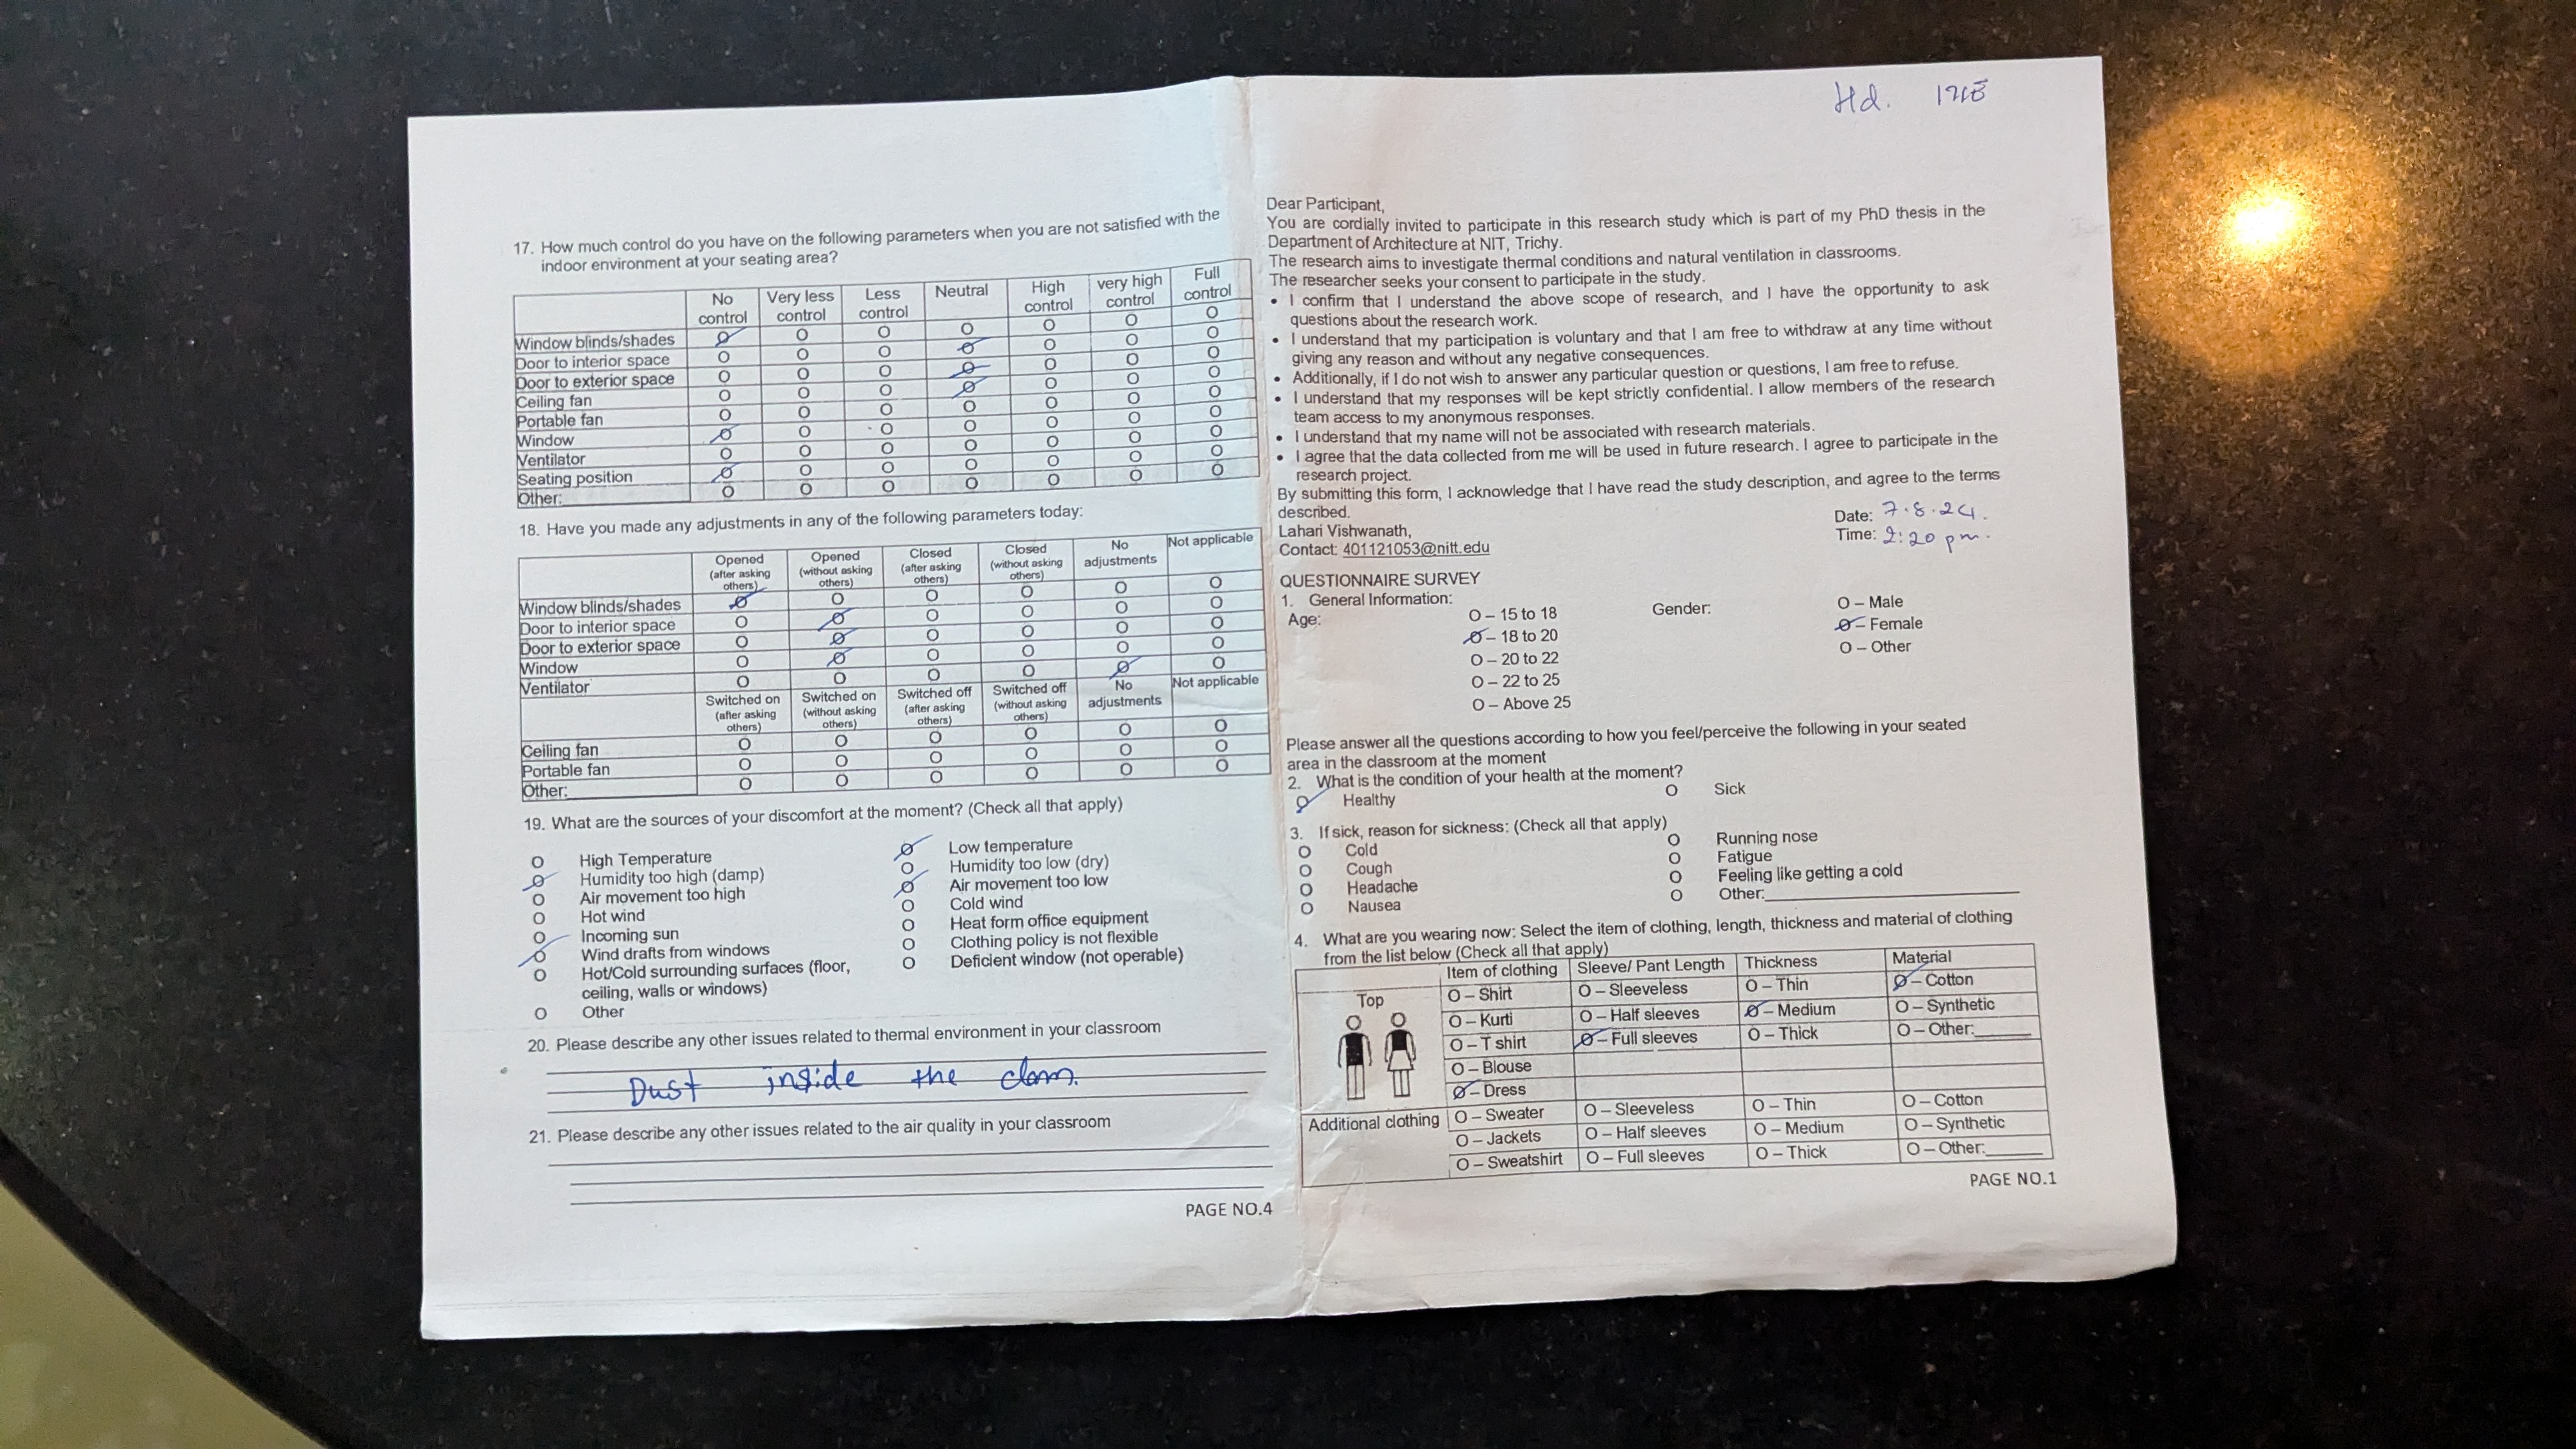 17. How much control do you have on the following parameters when you are not satisfied with the
indoor environment at your seating area?
No control Very less control Less control Neutral High control very high control Full control
Window blinds/shades O O O O O O O
Door to interior space O O O O O O O
Door to exterior space O O O O O O O
Ceiling fan O O O O O O O
Portable fan O O O O O O O
Window O O O O O O O
Ventilator O O O O O O O
Seating position O O O O O O O
Other: O O O O O O O
18. Have you made any adjustments in any of the following parameters today:
Opened (after asking others) Opened (without asking others) Closed (after asking others) Closed (without asking others) No adjustments Not applicable
Window blinds/shades O O O O O O
Door to interior space O O O O O O
Door to exterior space O O O O O O
Window O O O O O O
Ventilator O O O O O O
Switched on (after asking others) Switched on (without asking others) Switched off (after asking others) Switched off (without asking others) No adjustments Not applicable
Ceiling fan O O O O O O
Portable fan O O O O O O
Other: O O O O O O
19. What are the sources of your discomfort at the moment? (Check all that apply)
O High Temperature
O Humidity too high (damp)
O Air movement too high
O Hot wind
O Incoming sun
O Wind drafts from windows
O Hot/Cold surrounding surfaces (floor,
ceiling, walls or windows)
O Other
O Low temperature
O Humidity too low (dry)
O Air movement too low
O Cold wind
O Heat form office equipment
O Clothing policy is not flexible
O Deficient window (not operable)
20. Please describe any other issues related to thermal environment in your classroom
Dust inside the
21. Please describe any other issues related to the air quality in your classroom
PAGE NO.4
Hd.
Dear Participant,
You are cordially invited to participate in this research study which is part of my PhD thesis in the
Department of Architecture at NIT, Trichy.
The research aims to investigate thermal conditions and natural ventilation in classrooms.
The researcher seeks your consent to participate in the study.
• I confirm that I understand the above scope of research, and I have the opportunity to ask
questions about the research work.
• I understand that my participation is voluntary and that I am free to withdraw at any time without
giving any reason and without any negative consequences.
• Additionally, if I do not wish to answer any particular question or questions, I am free to refuse.
• I understand that my responses will be kept strictly confidential. I allow members of the research
team access to my anonymous responses.
• I understand that my name will not be associated with research materials.
• I agree that the data collected from me will be used in future research. I agree to participate in the
research project.
By submitting this form, I acknowledge that I have read the study description, and agree to the terms
described.
Lahari Vishwanath,
Contact: 401121053@nitt.edu
Date: 7.8.24.
Time: 2:20 pm.
QUESTIONNAIRE SURVEY
1. General Information:
Age:
O – 15 to 18
O – 18 to 20
O – 20 to 22
O – 22 to 25
O – Above 25
Gender:
O – Male
O – Female
O – Other
Please answer all the questions according to how you feel/perceive the following in your seated
area in the classroom at the moment
2. What is the condition of your health at the moment?
O Healthy O Sick
3. If sick, reason for sickness: (Check all that apply)
O Cold O Running nose
O Cough O Fatigue
O Headache O Feeling like getting a cold
O Nausea O Other:
4. What are you wearing now: Select the item of clothing, length, thickness and material of clothing
from the list below (Check all that apply)
Item of clothing Sleeve/ Pant Length Thickness Material
Top
O – Shirt O – Sleeveless O – Thin O – Cotton
O – Kurti O – Half sleeves O – Medium O – Synthetic
O – T shirt O – Full sleeves O – Thick O – Other:
O – Blouse
O – Dress
Additional clothing O – Sweater O – Sleeveless O – Thin O – Cotton
O – Jackets O – Half sleeves O – Medium O – Synthetic
O – Sweatshirt O – Full sleeves O – Thick O – Other:
PAGE NO.1